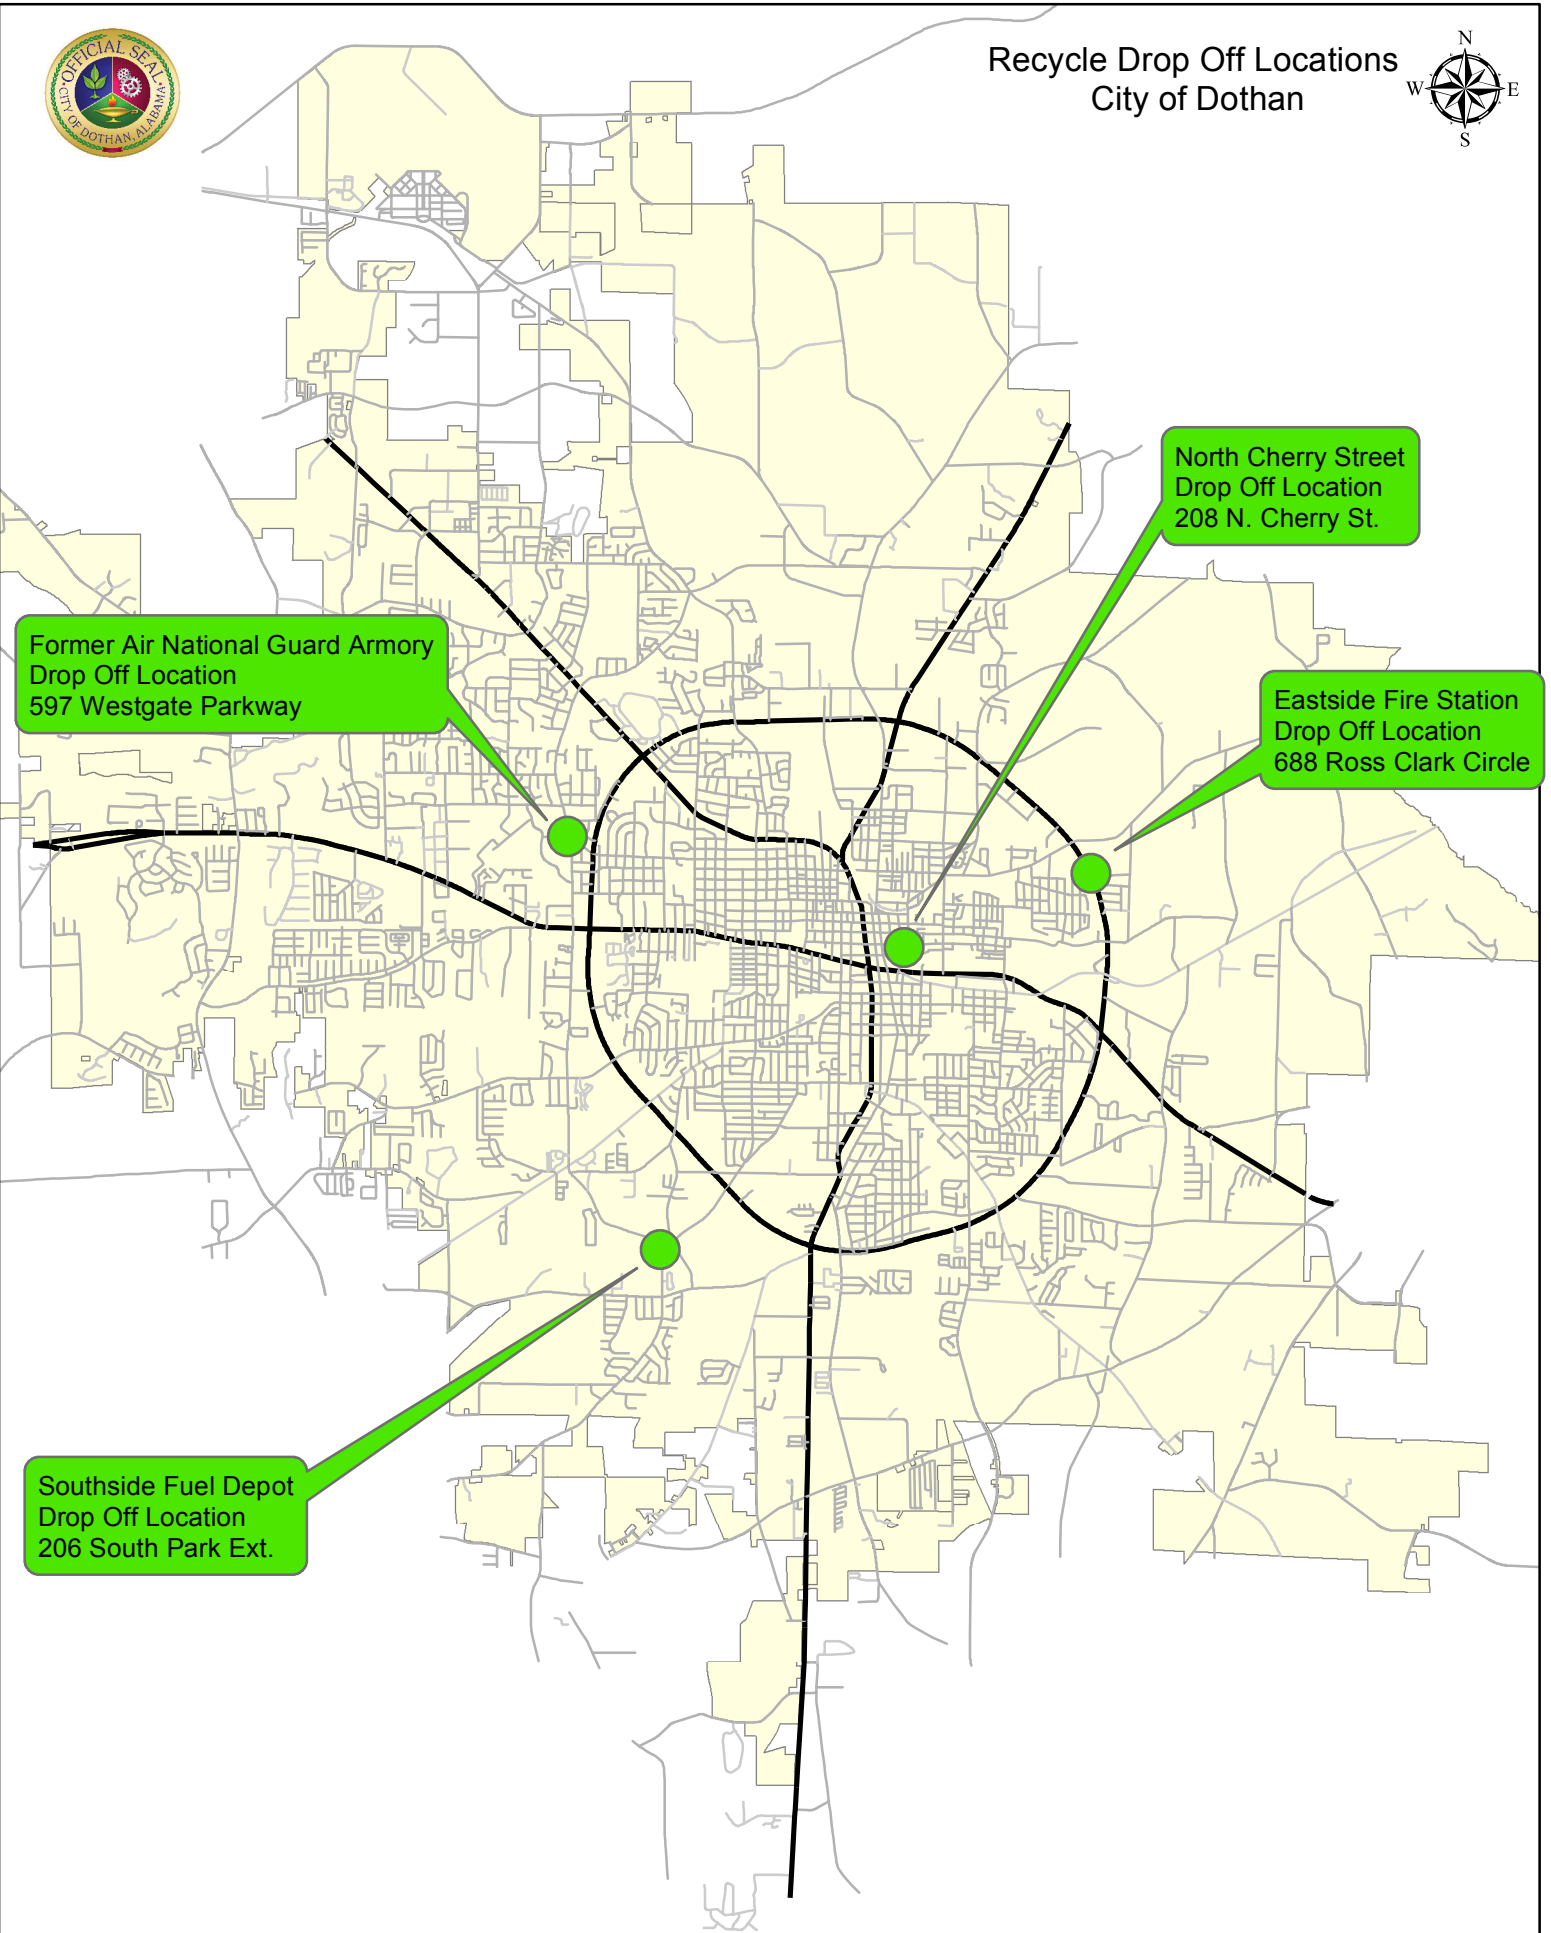 OFFICIAL SEAL
CITY OF DOTHAN, ALABAMA
Recycle Drop Off Locations
City of Dothan
N
W
E
S
North Cherry Street
Drop Off Location
208 N. Cherry St.
Former Air National Guard Armory
Drop Off Location
597 Westgate Parkway
Eastside Fire Station
Drop Off Location
688 Ross Clark Circle
Southside Fuel Depot
Drop Off Location
206 South Park Ext.